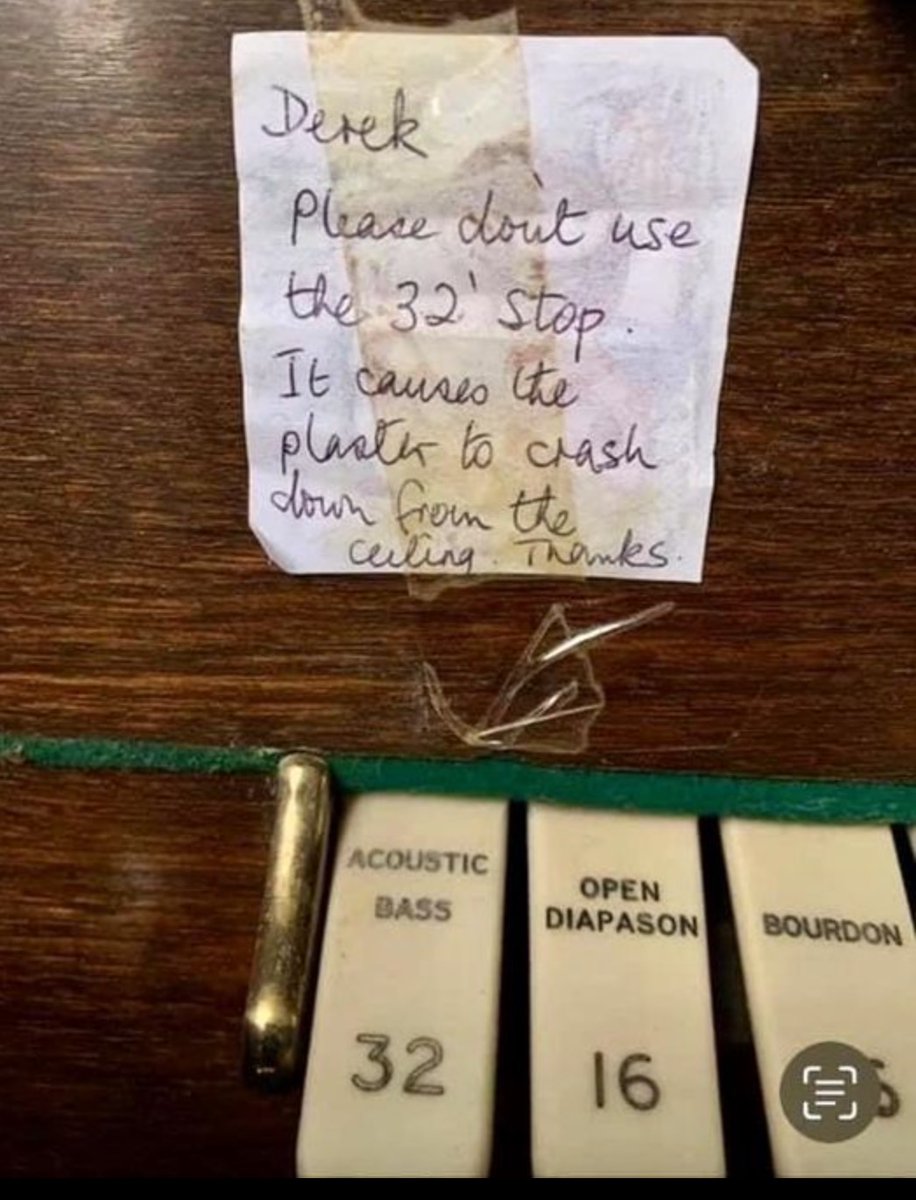 Derek
Please don't use
the 32' stop.
It causes the
plaster to crash
down from the
ceiling. Thanks.
ACOUSTIC
BASS
32
OPEN
DIAPASON
16
BOURDON